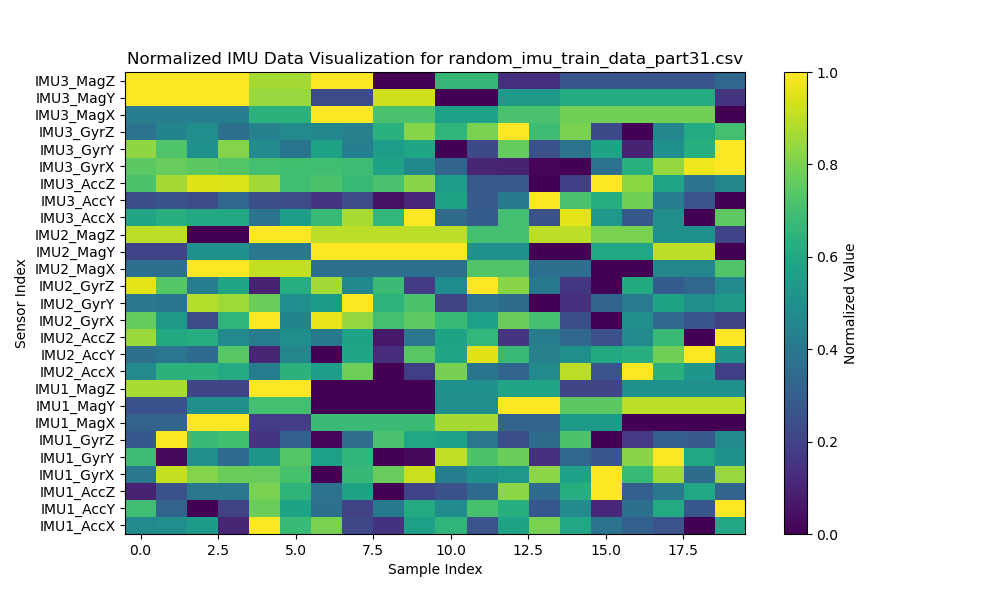 Normalized IMU Data Visualization for random_imu_train_data_part31.csv
Sensor Index
IMU3_MagZ
IMU3_MagY
IMU3_MagX
IMU3_GyrZ
IMU3_GyrY
IMU3_GyrX
IMU3_AccZ
IMU3_AccY
IMU3_AccX
IMU2_MagZ
IMU2_MagY
IMU2_MagX
IMU2_GyrZ
IMU2_GyrY
IMU2_GyrX
IMU2_AccZ
IMU2_AccY
IMU2_AccX
IMU1_MagZ
IMU1_MagY
IMU1_MagX
IMU1_GyrZ
IMU1_GyrY
IMU1_GyrX
IMU1_AccZ
IMU1_AccY
IMU1_AccX
0.0 2.5 5.0 7.5 10.0 12.5 15.0 17.5
Sample Index
1.0
0.8
0.6
0.4
0.2
0.0
Normalized Value